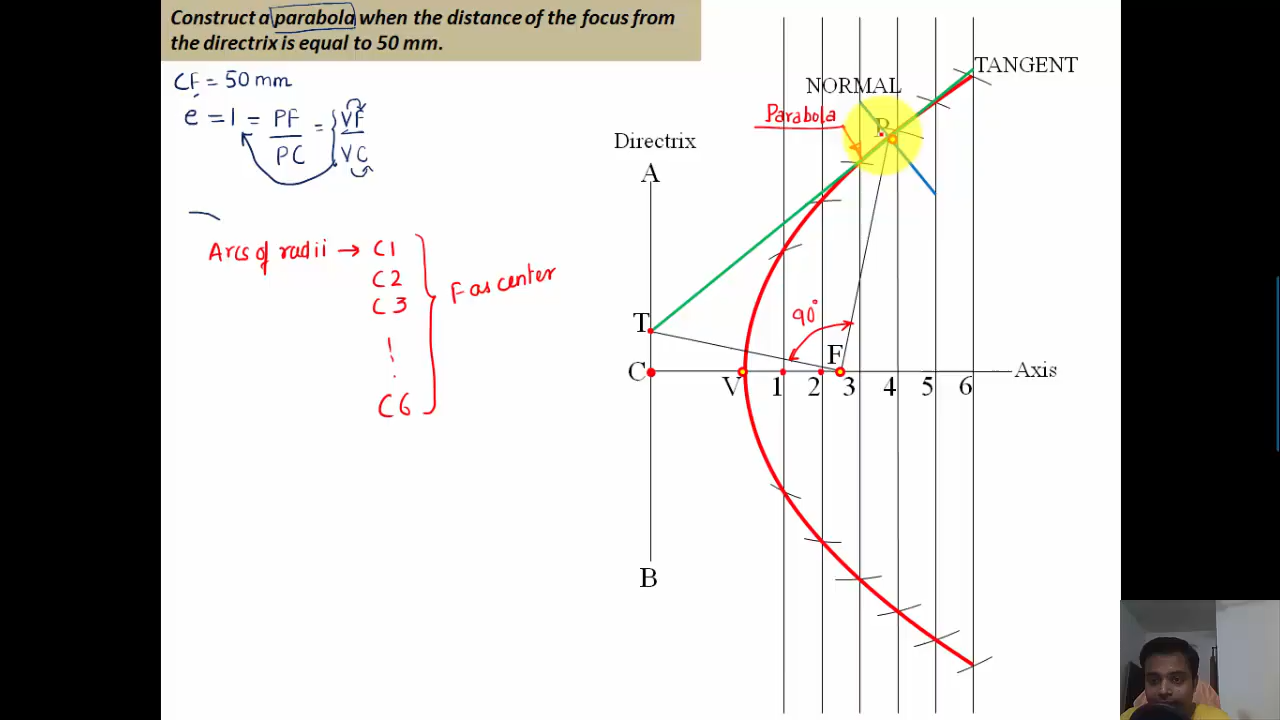 Construct a parabola when the distance of the focus from
the directrix is equal to 50 mm.
CF = 50 mm
e = 1 = PF / PC = VF / VC
Arcs of radii → C1
C2
C3
C6
F as center
NORMAL
TANGENT
Parabola
P
Directrix
A
90°
T
F
C
V 1 2 3 4 5 6
Axis
B